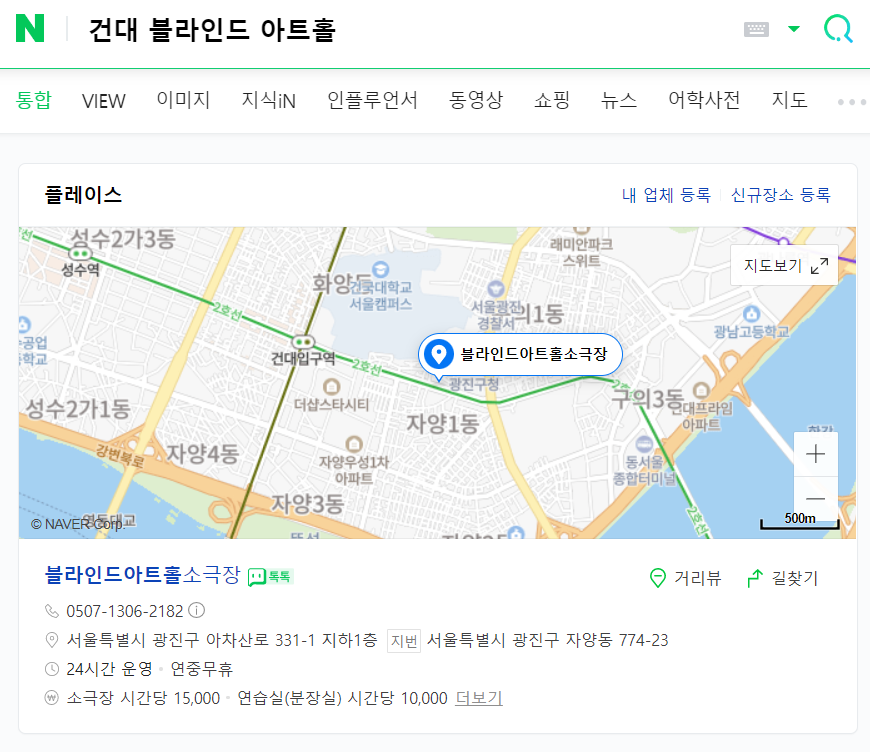 N 건대 블라인드 아트홀
통합 VIEW 이미지 지식iN 인플루언서 동영상 쇼핑 뉴스 어학사전 지도
플레이스 내 업체 등록 신규장소 등록
성수2가3동
성수역
래미안파크
스위트
지도보기
화양동
건국대학교
서울캠퍼스
2호선
서울광진
경찰서
구의1동
광남고등학교
건대입구역
2호선
블라인드아트홀소극장
광진구청
더샵스타시티
성수2가1동
자양1동
구의3동
현대프라임
아파트
강변북로
자양4동
자양우성1차
아파트
동서울
종합터미널
자양3동
2호선
영동대교
© NAVER Corp.
500m
블라인드아트홀소극장 톡톡 거리뷰 길찾기
0507-1306-2182
서울특별시 광진구 아차산로 331-1 지하1층 지번 서울특별시 광진구 자양동 774-23
24시간 운영 · 연중무휴
소극장 시간당 15,000 · 연습실(분장실) 시간당 10,000 더보기